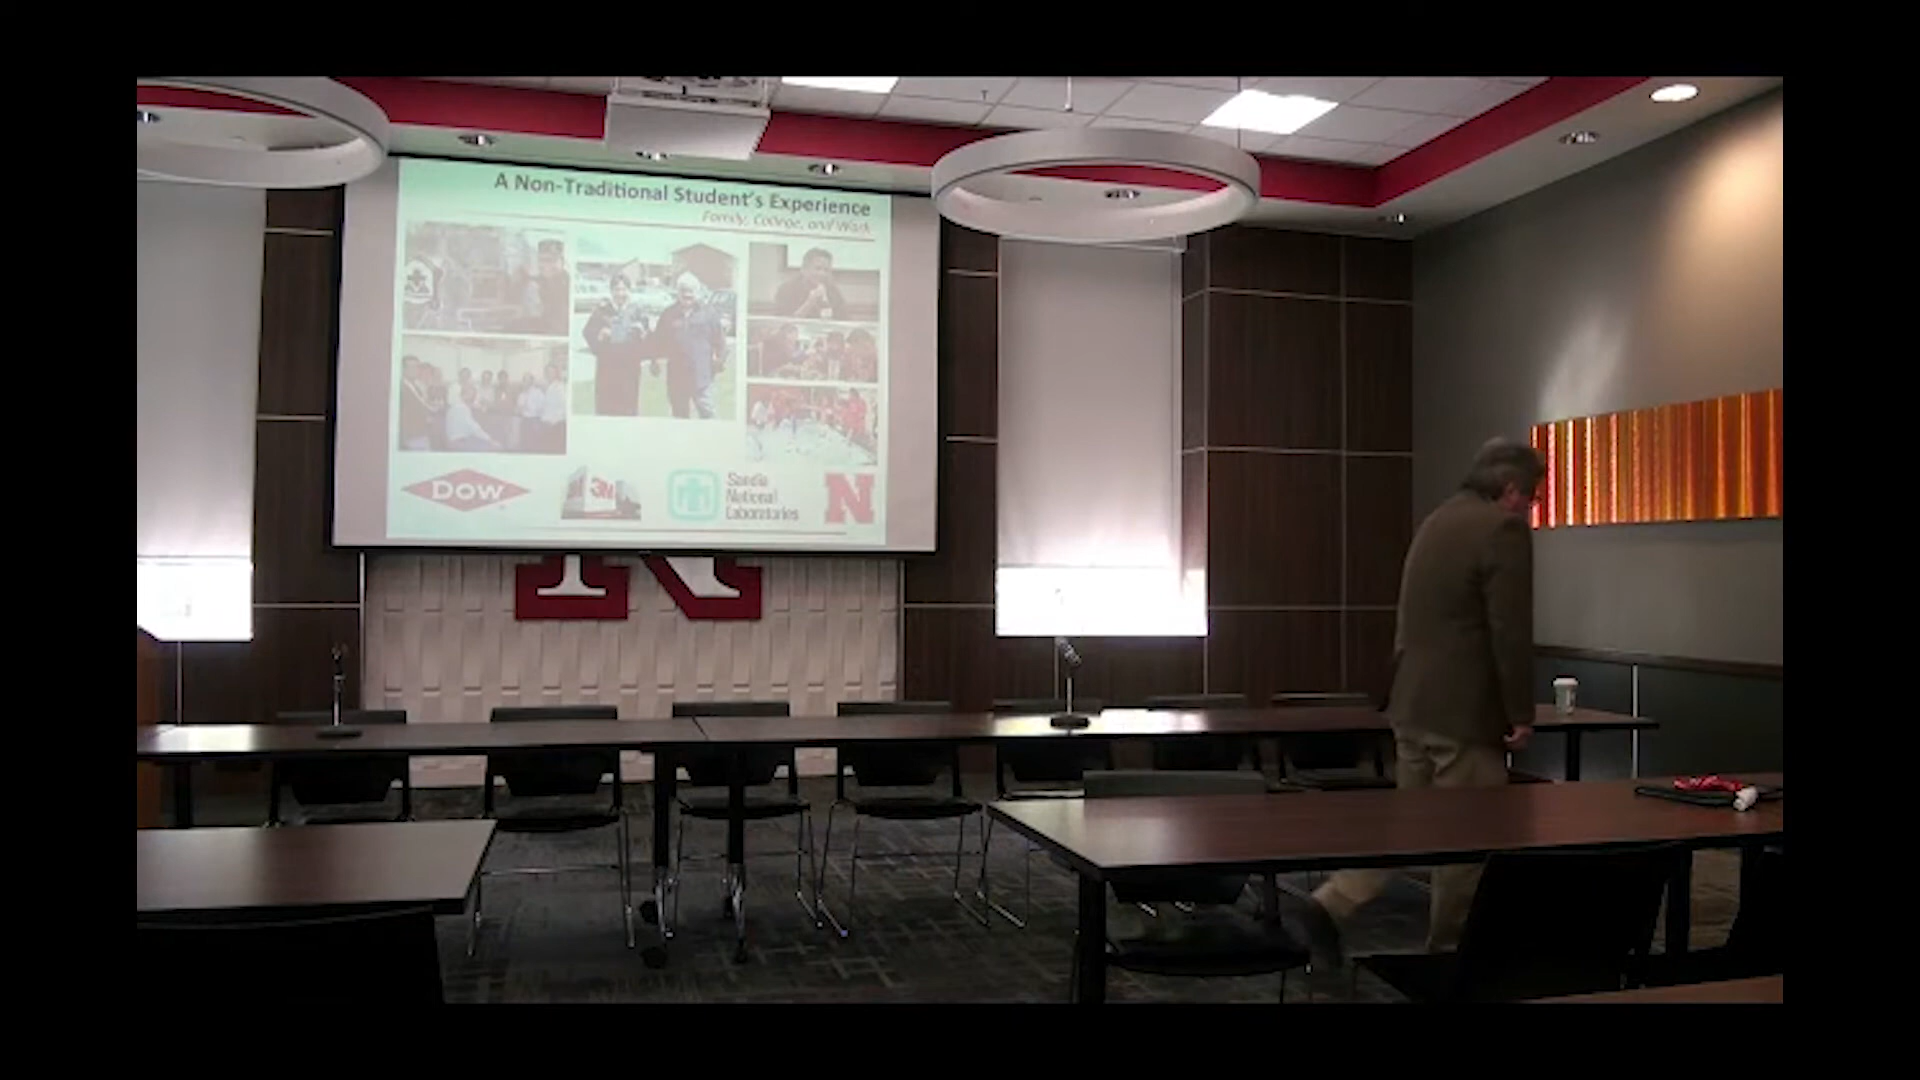 A Non-Traditional Student's Experience
Family, College, and Work
DOW
3M
Sandia
National
Laboratories
N
N